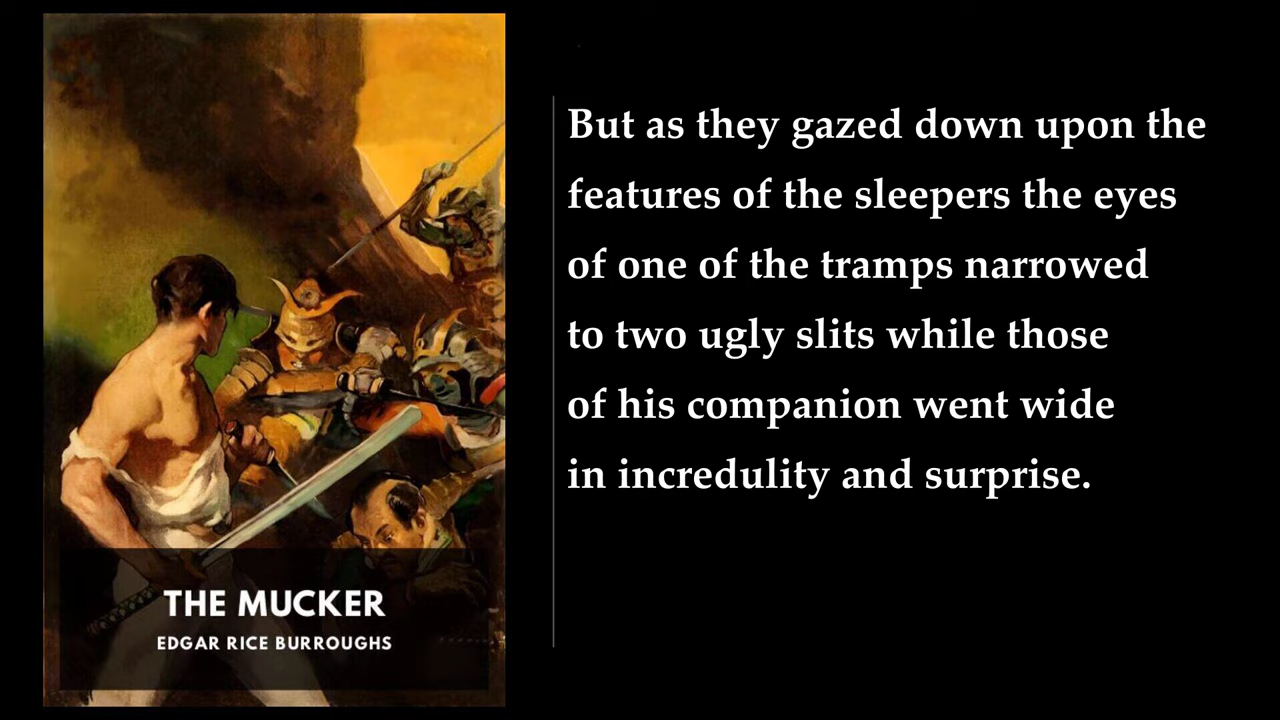 But as they gazed down upon the
features of the sleepers the eyes
of one of the tramps narrowed
to two ugly slits while those
of his companion went wide
in incredulity and surprise.
THE MUCKER
EDGAR RICE BURROUGHS